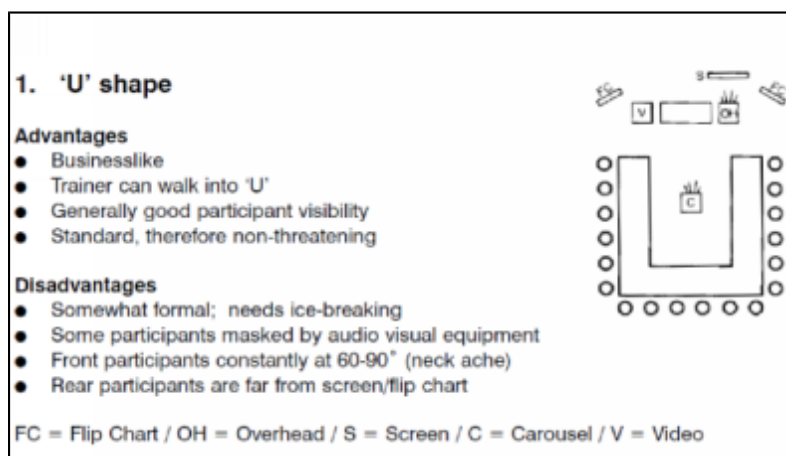 1. 'U' shape
S
FC
FC
V
OH
C
Advantages
● Businesslike
● Trainer can walk into 'U'
● Generally good participant visibility
● Standard, therefore non-threatening
Disadvantages
● Somewhat formal; needs ice-breaking
● Some participants masked by audio visual equipment
● Front participants constantly at 60-90° (neck ache)
● Rear participants are far from screen/flip chart
FC = Flip Chart / OH = Overhead / S = Screen / C = Carousel / V = Video